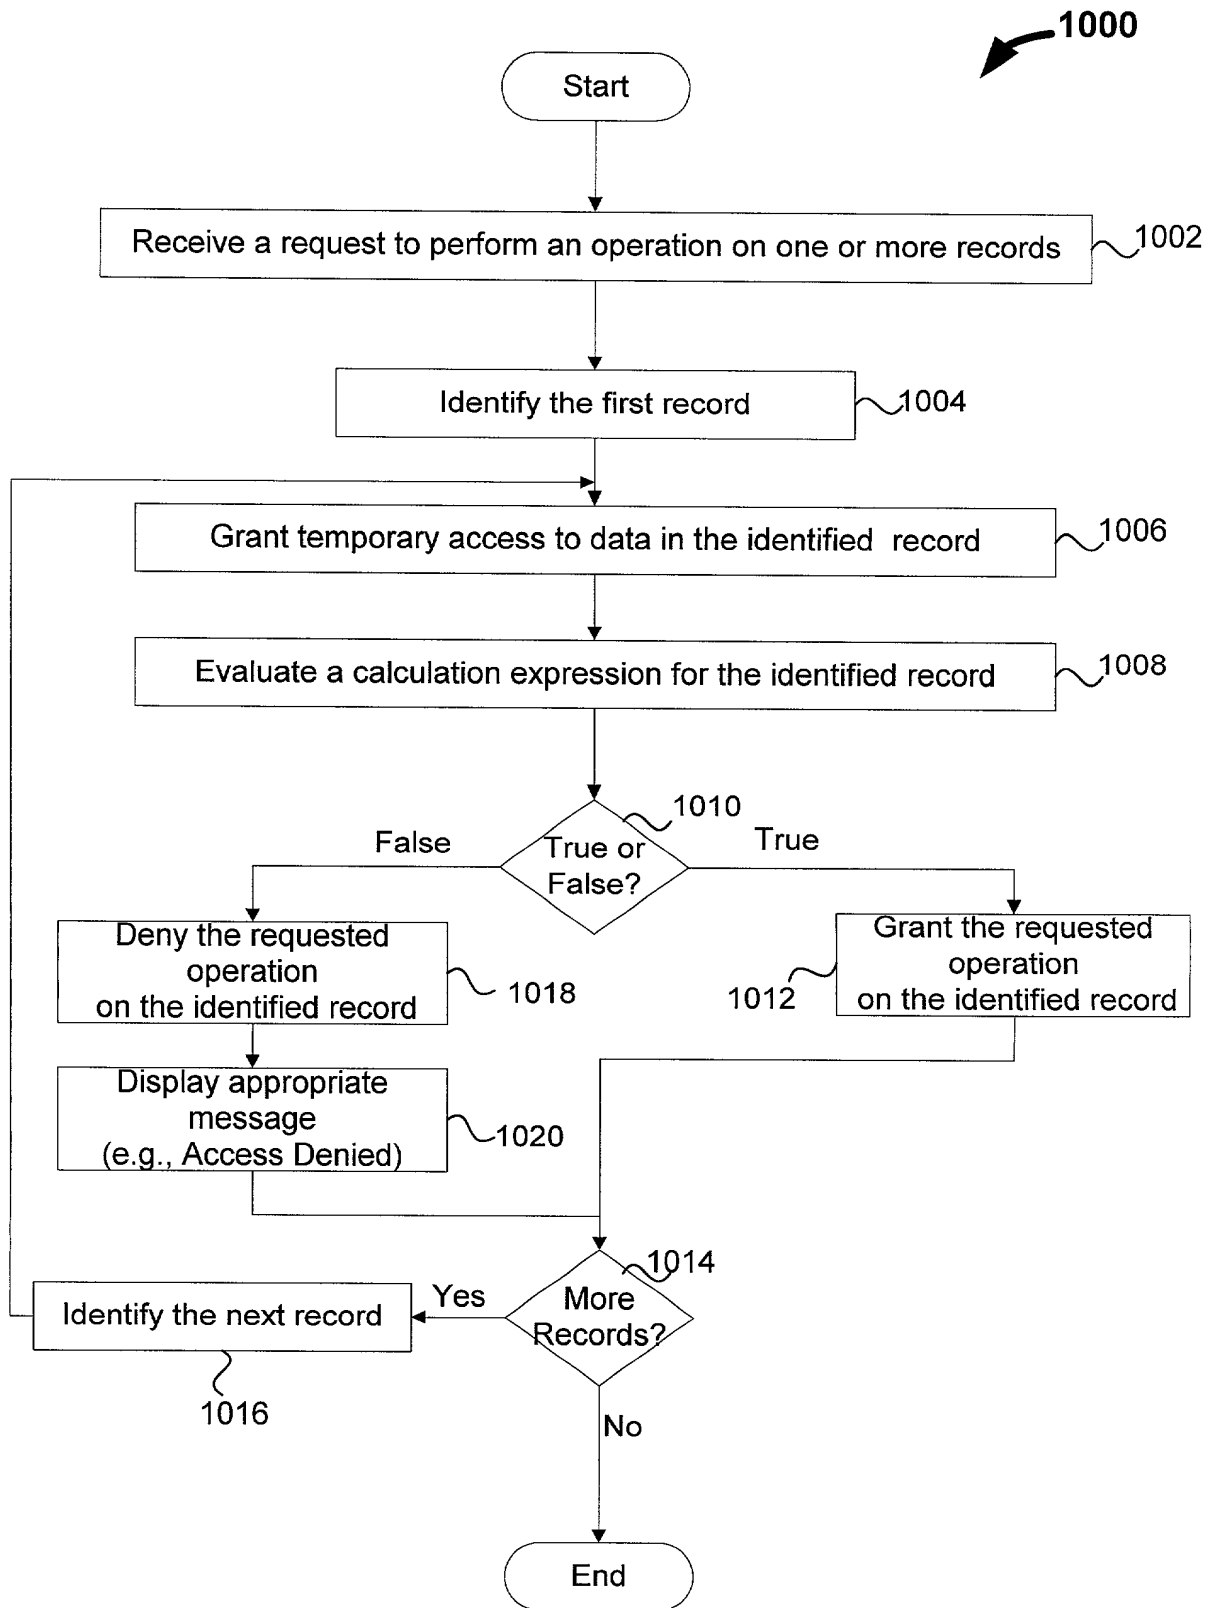 1000
Start
Receive a request to perform an operation on one or more records
1002
Identify the first record
1004
Grant temporary access to data in the identified record
1006
Evaluate a calculation expression for the identified record
1008
1010
True or
False?
False
True
Deny the requested
operation
on the identified record
1018
Grant the requested
operation
on the identified record
1012
Display appropriate
message
(e.g., Access Denied)
1020
1014
More
Records?
Yes
Identify the next record
1016
No
End